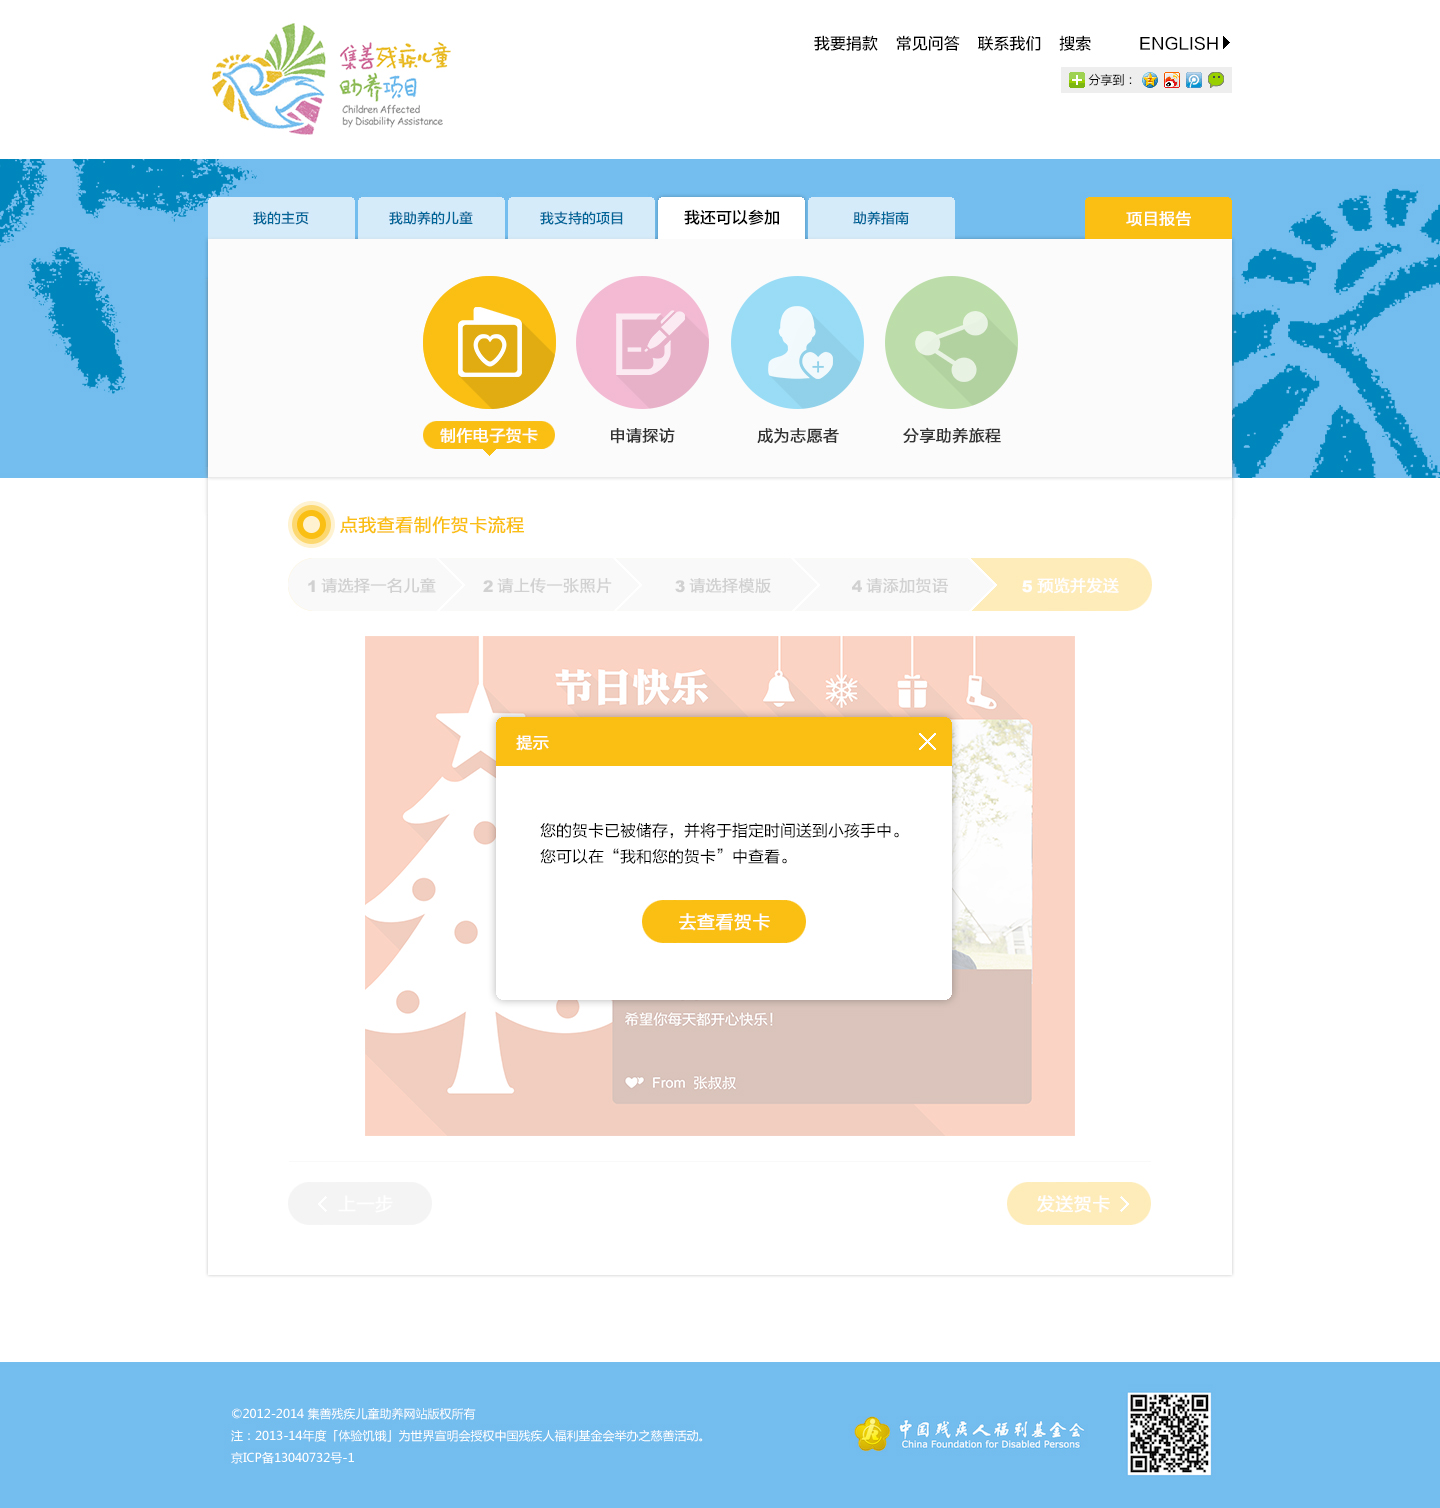 集善残疾儿童
助养项目
Children Affected
by Disability Assistance
我要捐款 常见问答 联系我们 搜索 ENGLISH
分享到：
我的主页 我助养的儿童 我支持的项目 我还可以参加 助养指南 项目报告
制作电子贺卡 申请探访 成为志愿者 分享助养旅程
点我查看制作贺卡流程
1 请选择一名儿童 2 请上传一张照片 3 请选择模版 4 请添加贺语 5 预览并发送
节日快乐
提示
您的贺卡已被储存，并将于指定时间送到小孩手中。
您可以在“我和您的贺卡”中查看。
去查看贺卡
希望你每天都开心快乐！
From 张叔叔
上一步 发送贺卡
©2012-2014 集善残疾儿童助养网站版权所有
注：2013-14年度「体验饥饿」为世界宣明会授权中国残疾人福利基金会举办之慈善活动。
京ICP备13040732号-1
中国残疾人福利基金会
China Foundation for Disabled Persons